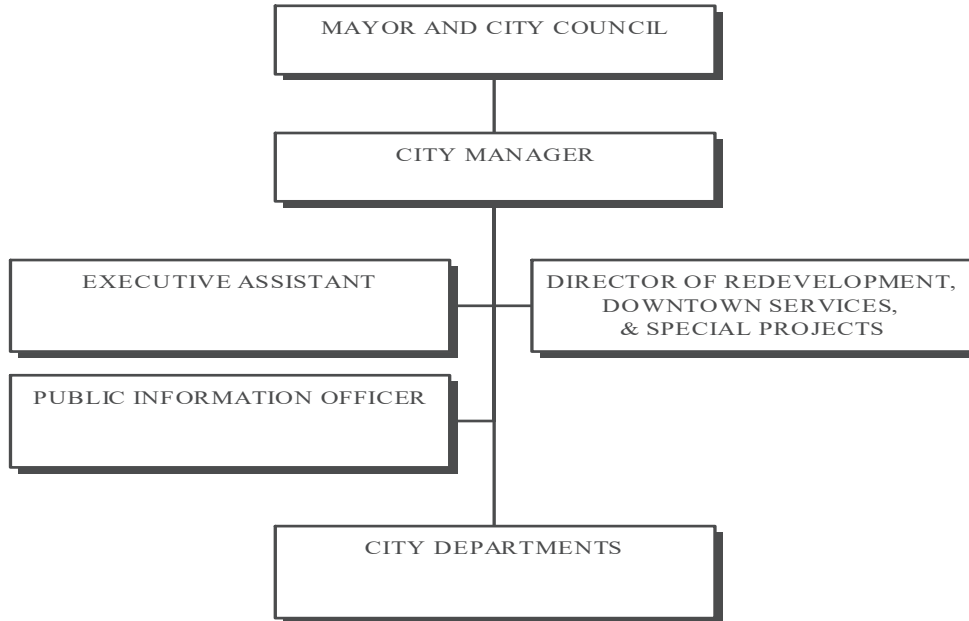 MAYOR AND CITY COUNCIL
CITY MANAGER
EXECUTIVE ASSISTANT
DIRECTOR OF REDEVELOPMENT,
DOWNTOWN SERVICES,
& SPECIAL PROJECTS
PUBLIC INFORMATION OFFICER
CITY DEPARTMENTS